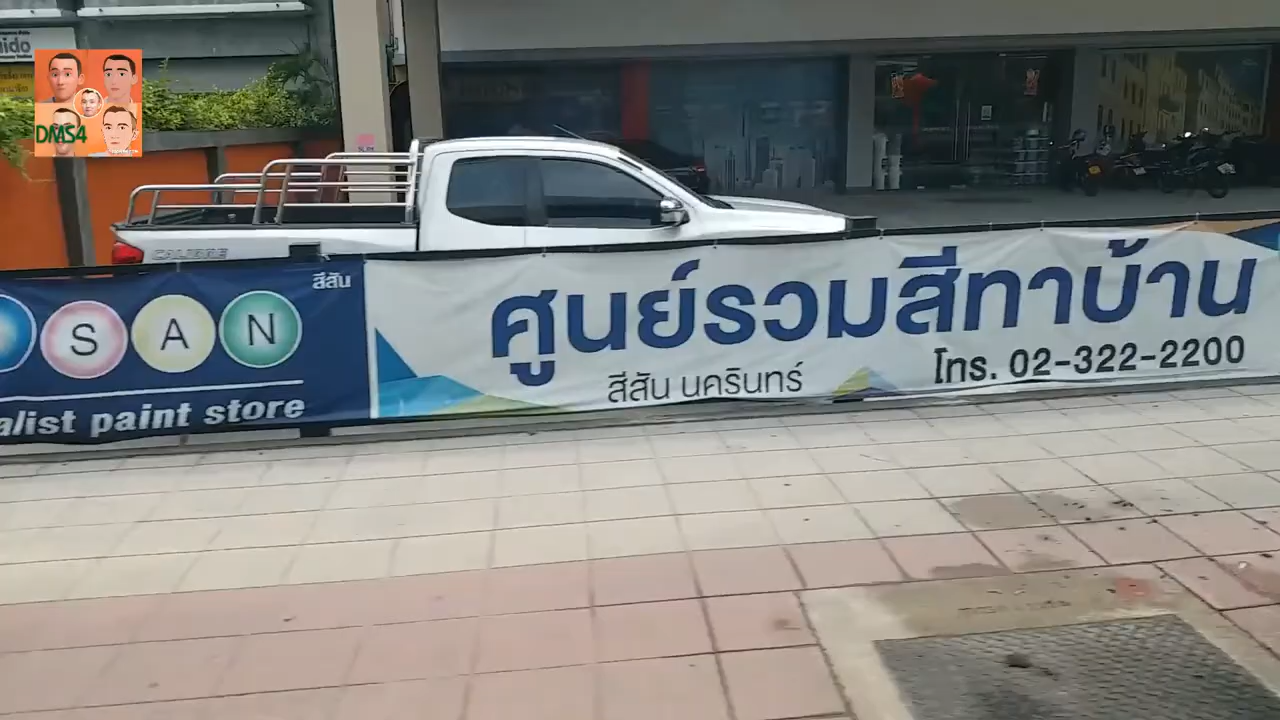 DMS4
CALIBRE
สีสัน
S A N
paint store
ศูนย์รวมสีทาบ้าน
สีสัน นครินทร์
โทร. 02-322-2200